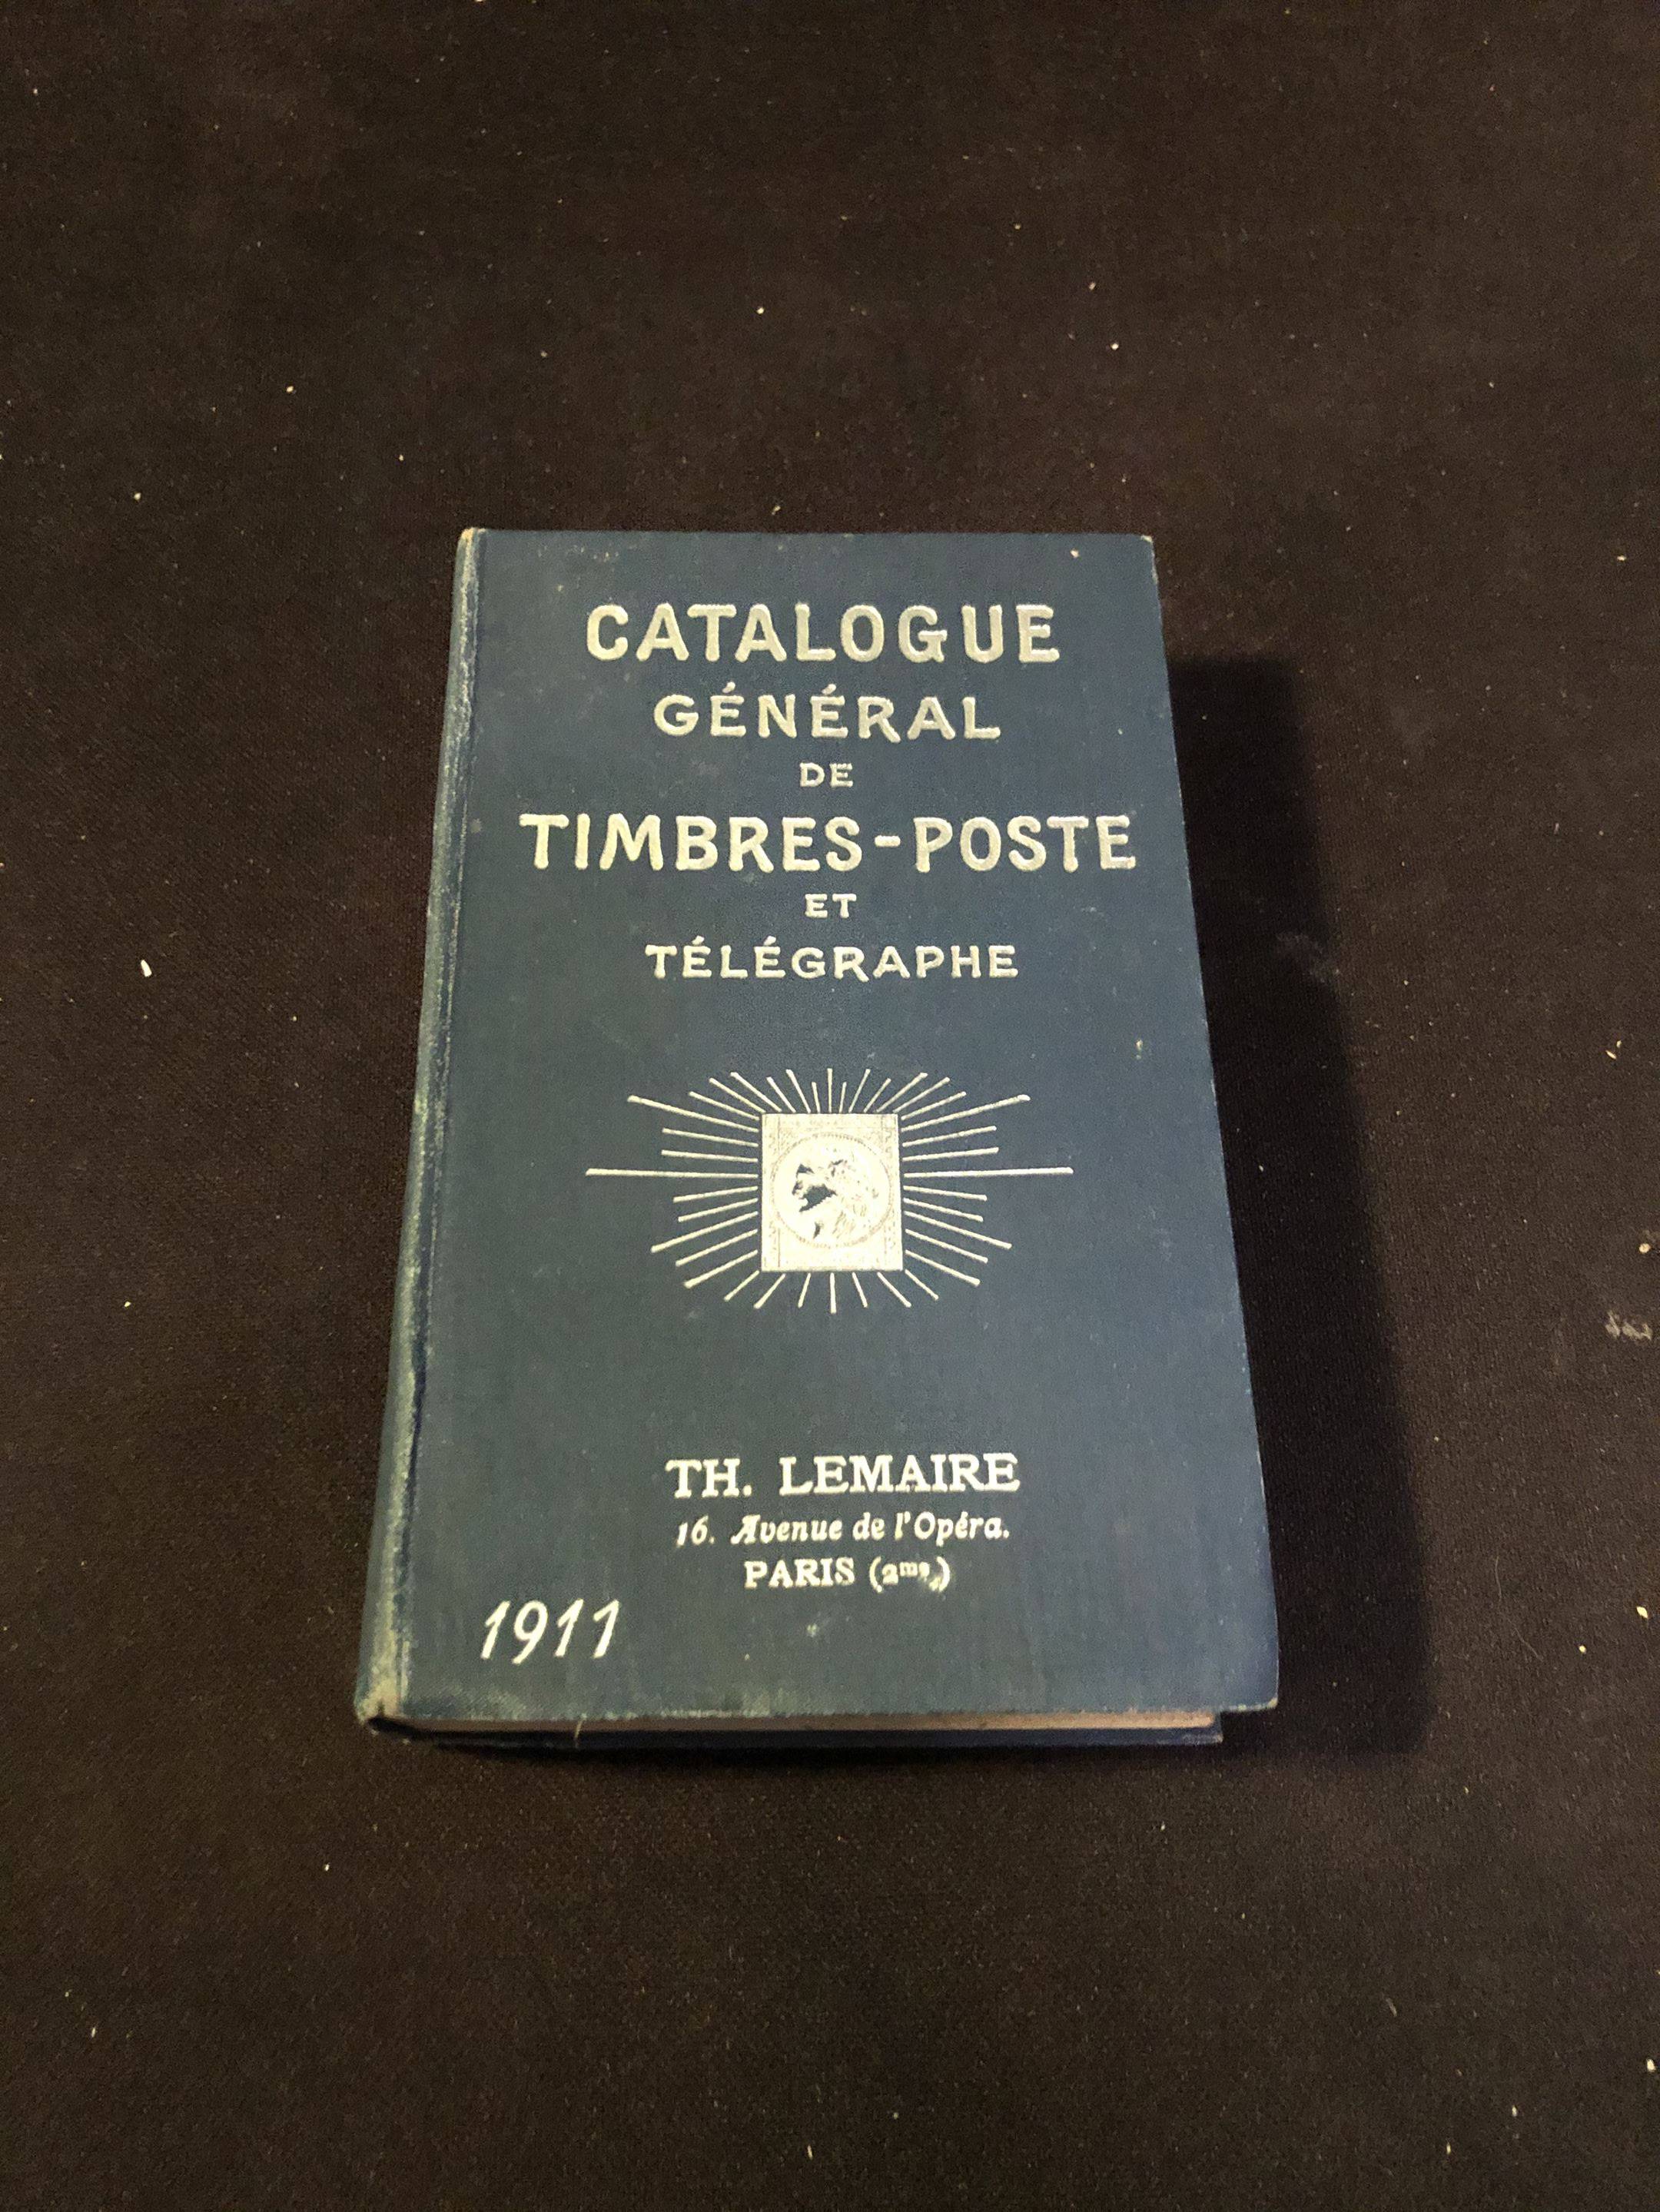 CATALOGUE
GÉNÉRAL
DE
TIMBRES-POSTE
ET
TÉLÉGRAPHE
TH. LEMAIRE
16. Avenue de l'Opéra.
PARIS (2me)
1911